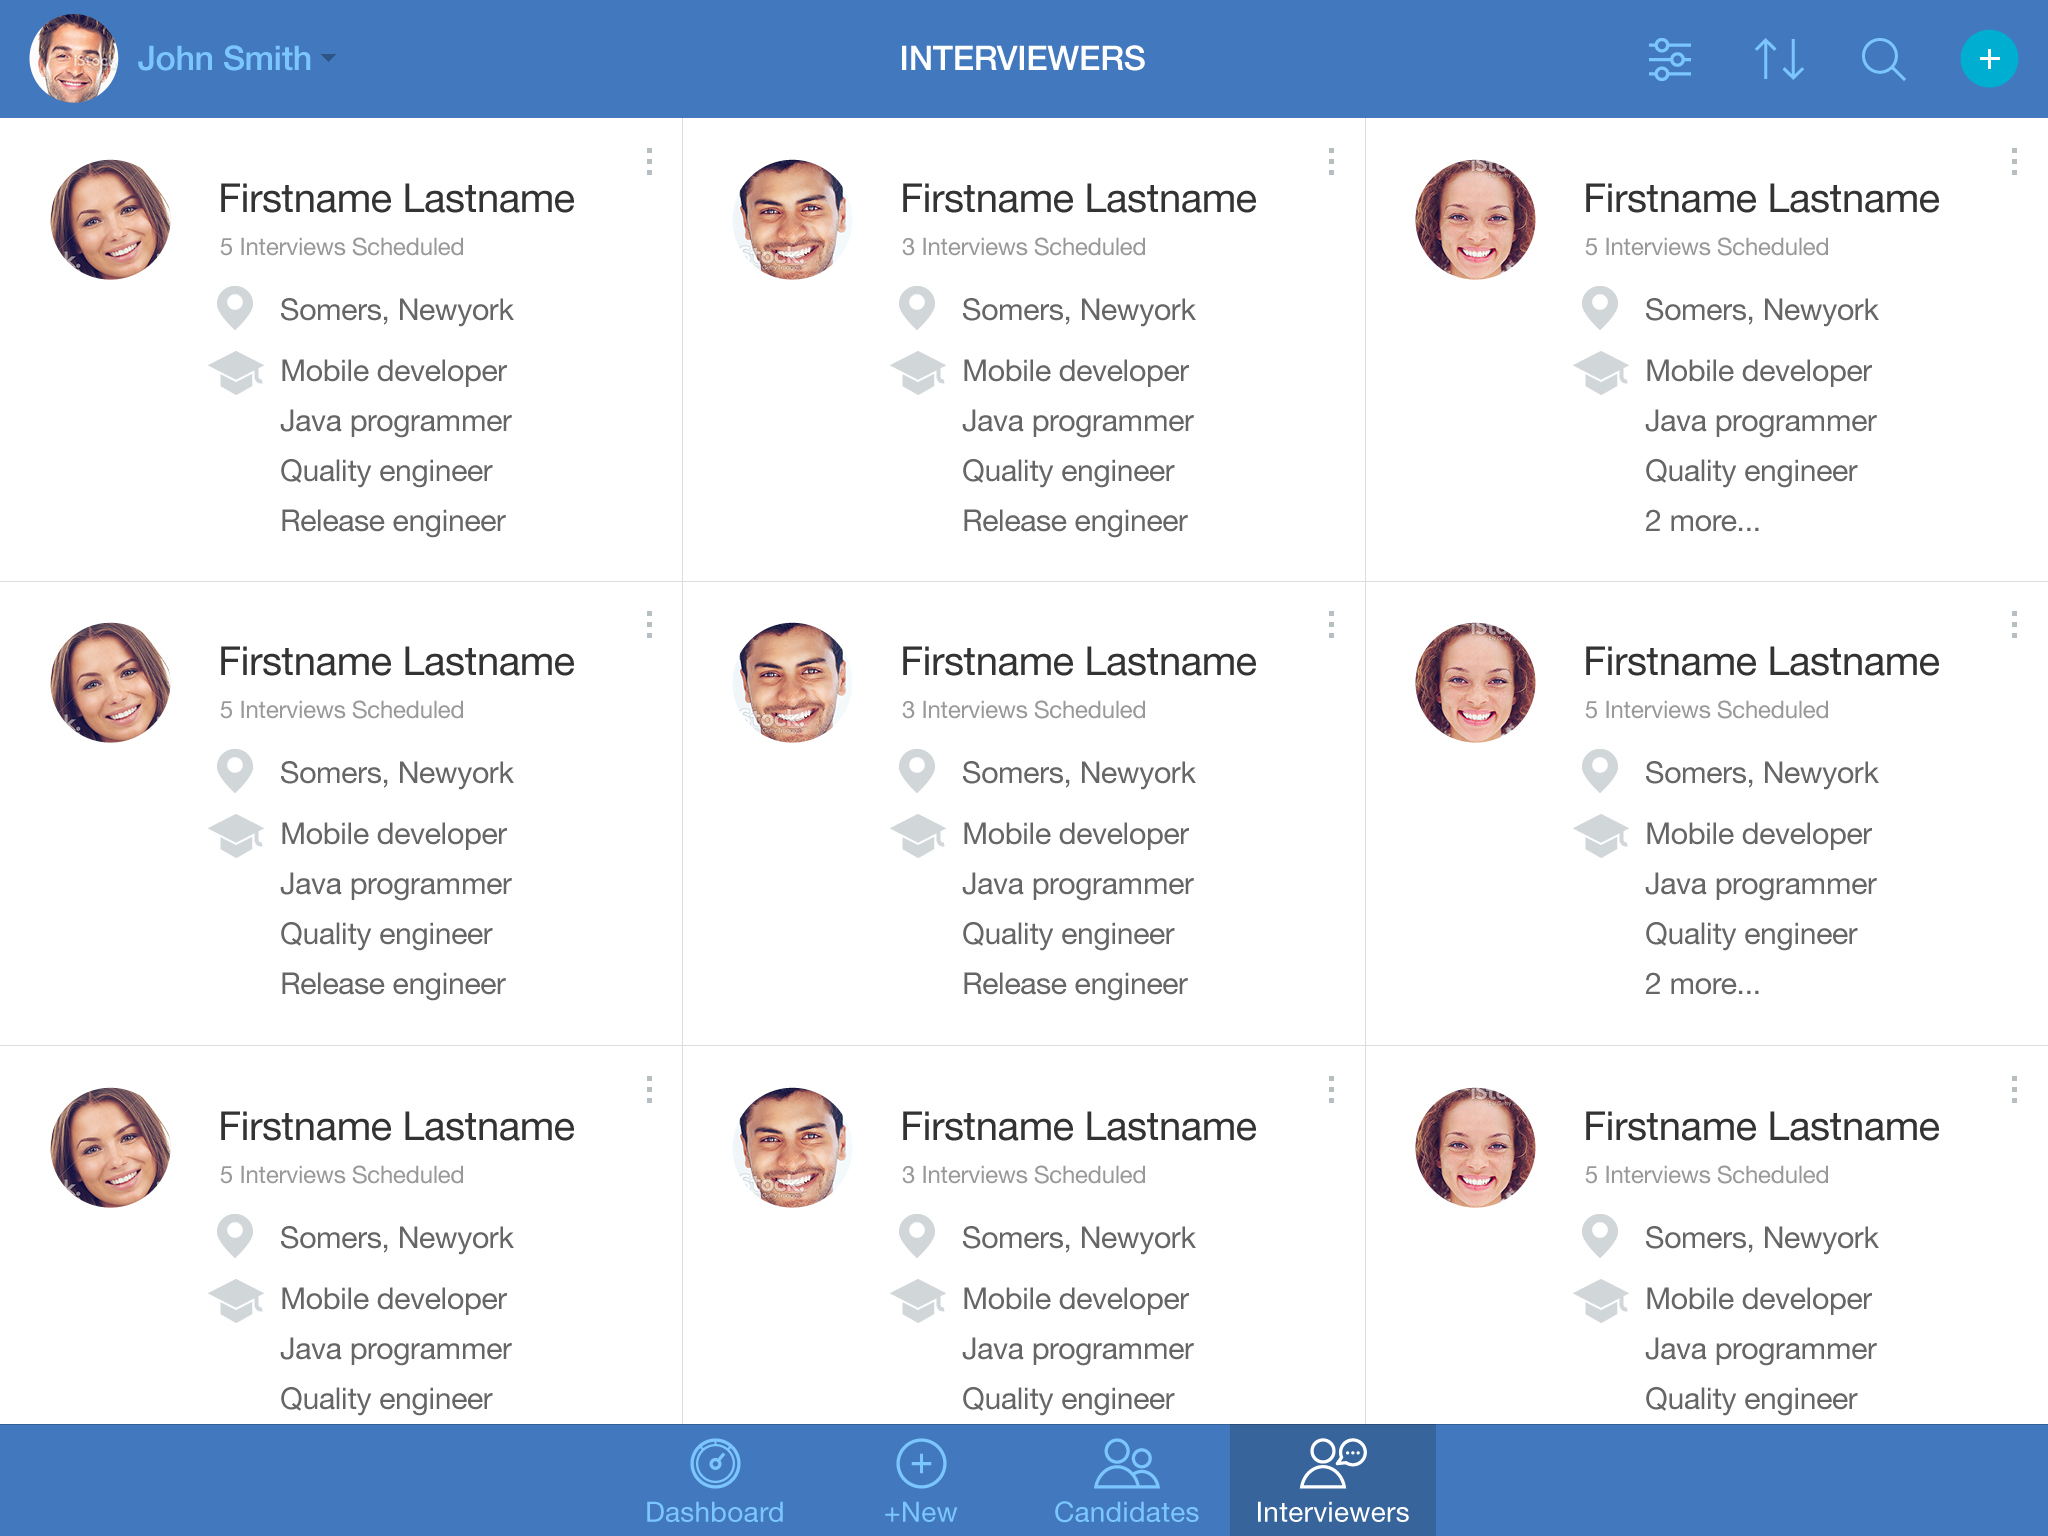 John Smith
INTERVIEWERS
Firstname Lastname
5 Interviews Scheduled
Somers, Newyork
Mobile developer
Java programmer
Quality engineer
Release engineer
Firstname Lastname
3 Interviews Scheduled
Somers, Newyork
Mobile developer
Java programmer
Quality engineer
Release engineer
Firstname Lastname
5 Interviews Scheduled
Somers, Newyork
Mobile developer
Java programmer
Quality engineer
2 more...
Firstname Lastname
5 Interviews Scheduled
Somers, Newyork
Mobile developer
Java programmer
Quality engineer
Release engineer
Firstname Lastname
3 Interviews Scheduled
Somers, Newyork
Mobile developer
Java programmer
Quality engineer
Release engineer
Firstname Lastname
5 Interviews Scheduled
Somers, Newyork
Mobile developer
Java programmer
Quality engineer
2 more...
Firstname Lastname
5 Interviews Scheduled
Somers, Newyork
Mobile developer
Java programmer
Quality engineer
Firstname Lastname
3 Interviews Scheduled
Somers, Newyork
Mobile developer
Java programmer
Quality engineer
Firstname Lastname
5 Interviews Scheduled
Somers, Newyork
Mobile developer
Java programmer
Quality engineer
Dashboard
+New
Candidates
Interviewers